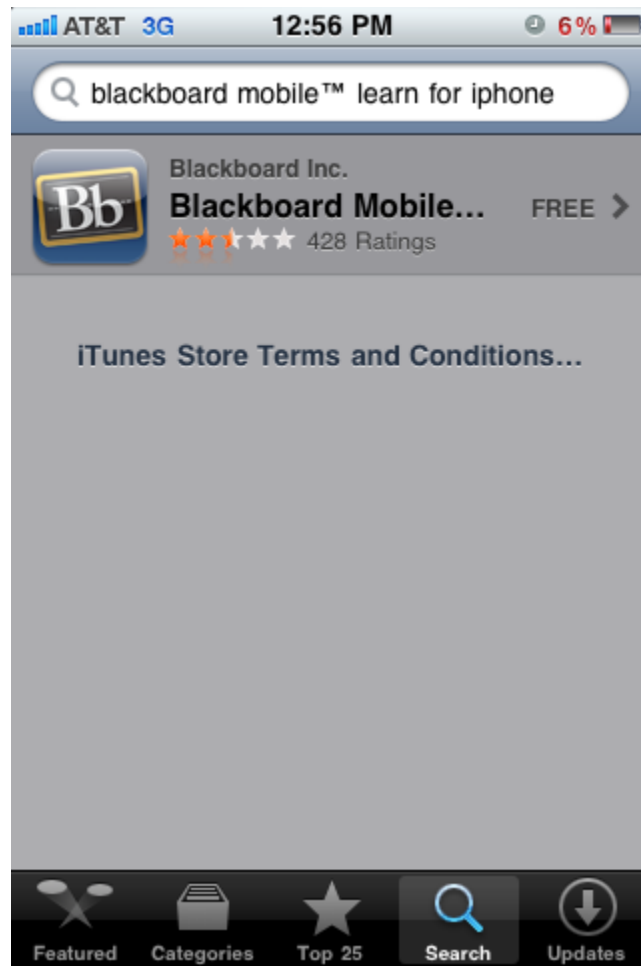 AT&T 3G 12:56 PM 6%
blackboard mobile™ learn for iphone
Blackboard Inc.
Bb Blackboard Mobile... FREE
428 Ratings
iTunes Store Terms and Conditions...
Featured Categories Top 25 Search Updates